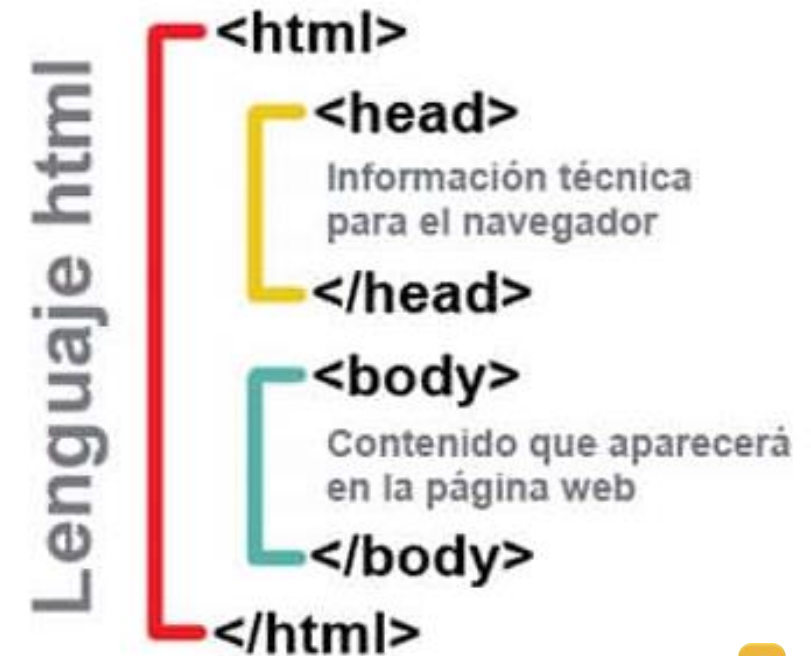 Lenguaje html
<html>
<head>
Información técnica
para el navegador
</head>
<body>
Contenido que aparecerá
en la página web
</body>
</html>